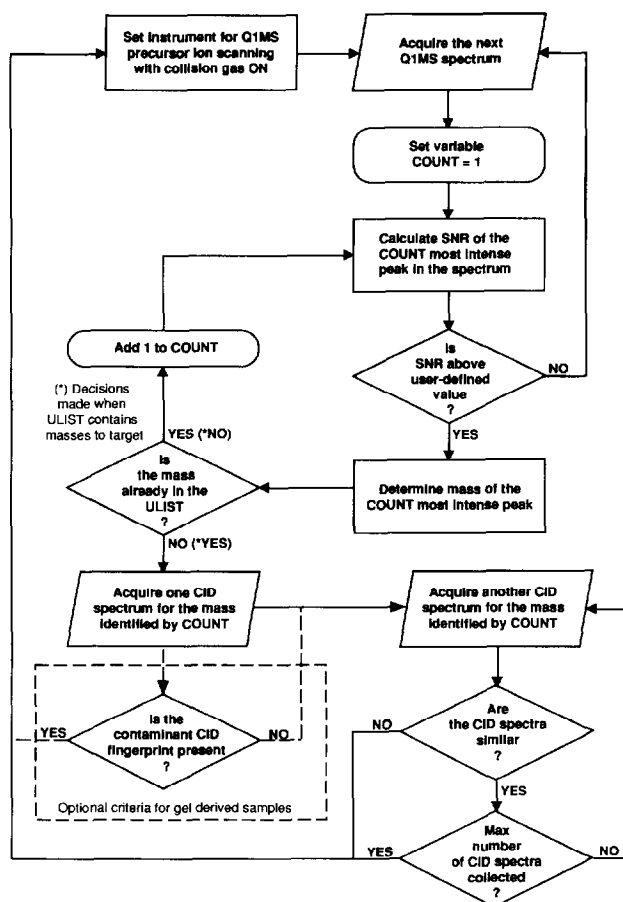 Set instrument for Q1MS
precursor ion scanning
with collision gas ON
Acquire the next
Q1MS spectrum
Set variable
COUNT = 1
Calculate SNR of the
COUNT most intense
peak in the spectrum
Add 1 to COUNT
Is
SNR above
user-defined
value
?
NO
YES
(*) Decisions
made when
ULIST contains
masses to target
YES (*NO)
Is
the mass
already in the
ULIST
?
Determine mass of the
COUNT most intense peak
NO (*YES)
Acquire one CID
spectrum for the mass
identified by COUNT
Acquire another CID
spectrum for the mass
identified by COUNT
YES
Is the
contaminant CID
fingerprint present
?
NO
Optional criteria for gel derived samples
NO
Are
the CID spectra
similar
?
YES
YES
Max
number
of CID spectra
collected
?
NO